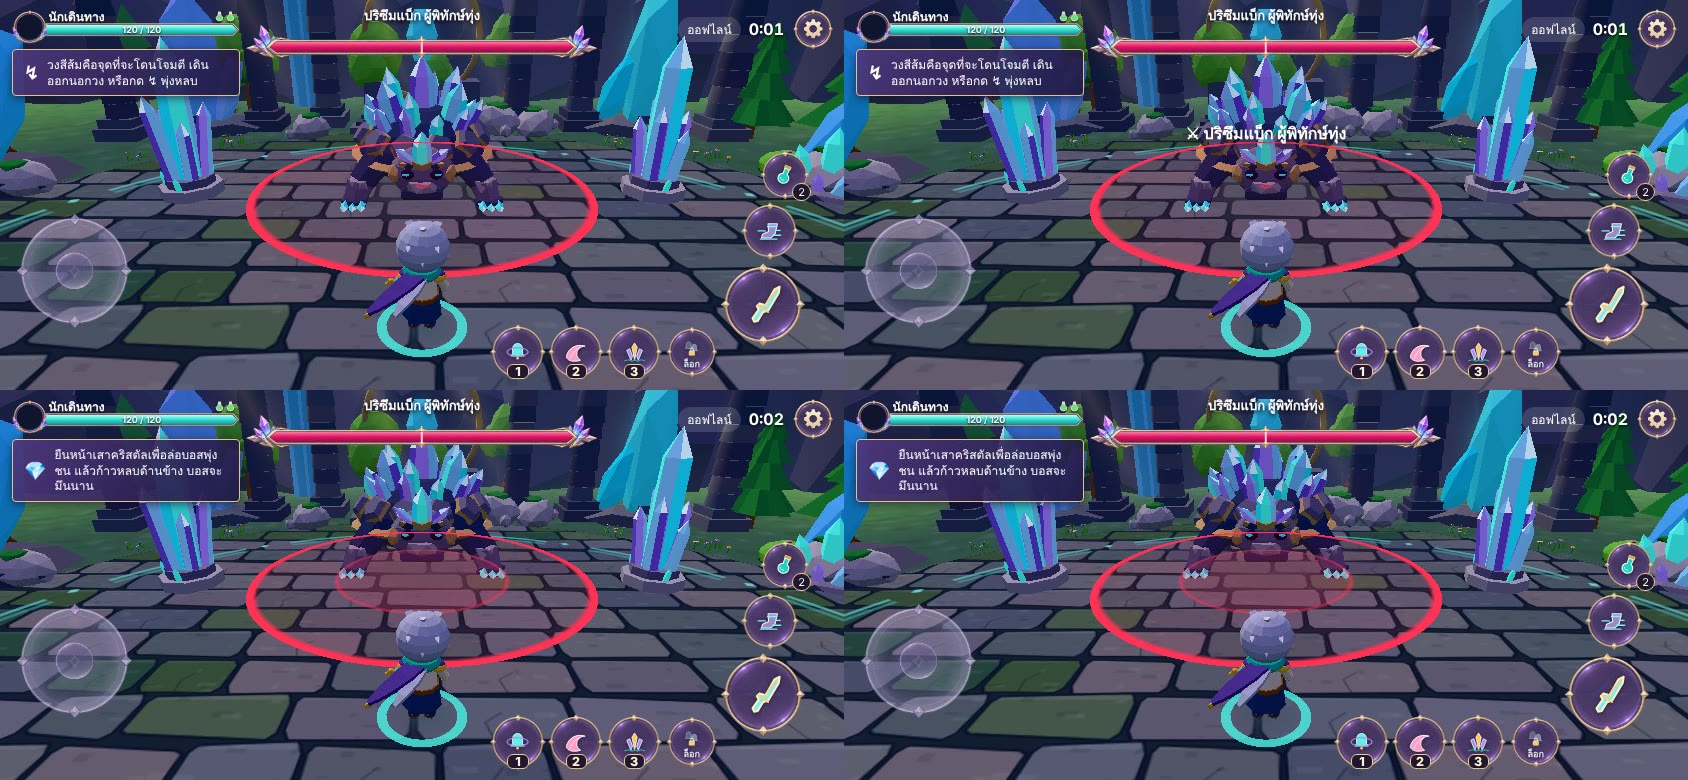 นักเดินทาง
120 / 120
ปริซึมแบ็ก ผู้พิทักษ์ทุ่ง
ออฟไลน์
0:01
วงสีส้มคือจุดที่จะโดนโจมตี เดิน
ออกนอกวง หรือกด ↯ พุ่งหลบ
2
1
2
3
ล็อก
นักเดินทาง
120 / 120
ปริซึมแบ็ก ผู้พิทักษ์ทุ่ง
ออฟไลน์
0:01
วงสีส้มคือจุดที่จะโดนโจมตี เดิน
ออกนอกวง หรือกด ↯ พุ่งหลบ
⚔ ปริซึมแบ็ก ผู้พิทักษ์ทุ่ง
2
1
2
3
ล็อก
นักเดินทาง
120 / 120
ปริซึมแบ็ก ผู้พิทักษ์ทุ่ง
ออฟไลน์
0:02
ยืนหน้าเสาคริสตัลเพื่อล่อบอสพุ่ง
ชน แล้วก้าวหลบด้านข้าง บอสจะ
มึนนาน
2
1
2
3
ล็อก
นักเดินทาง
120 / 120
ปริซึมแบ็ก ผู้พิทักษ์ทุ่ง
ออฟไลน์
0:02
ยืนหน้าเสาคริสตัลเพื่อล่อบอสพุ่ง
ชน แล้วก้าวหลบด้านข้าง บอสจะ
มึนนาน
2
1
2
3
ล็อก